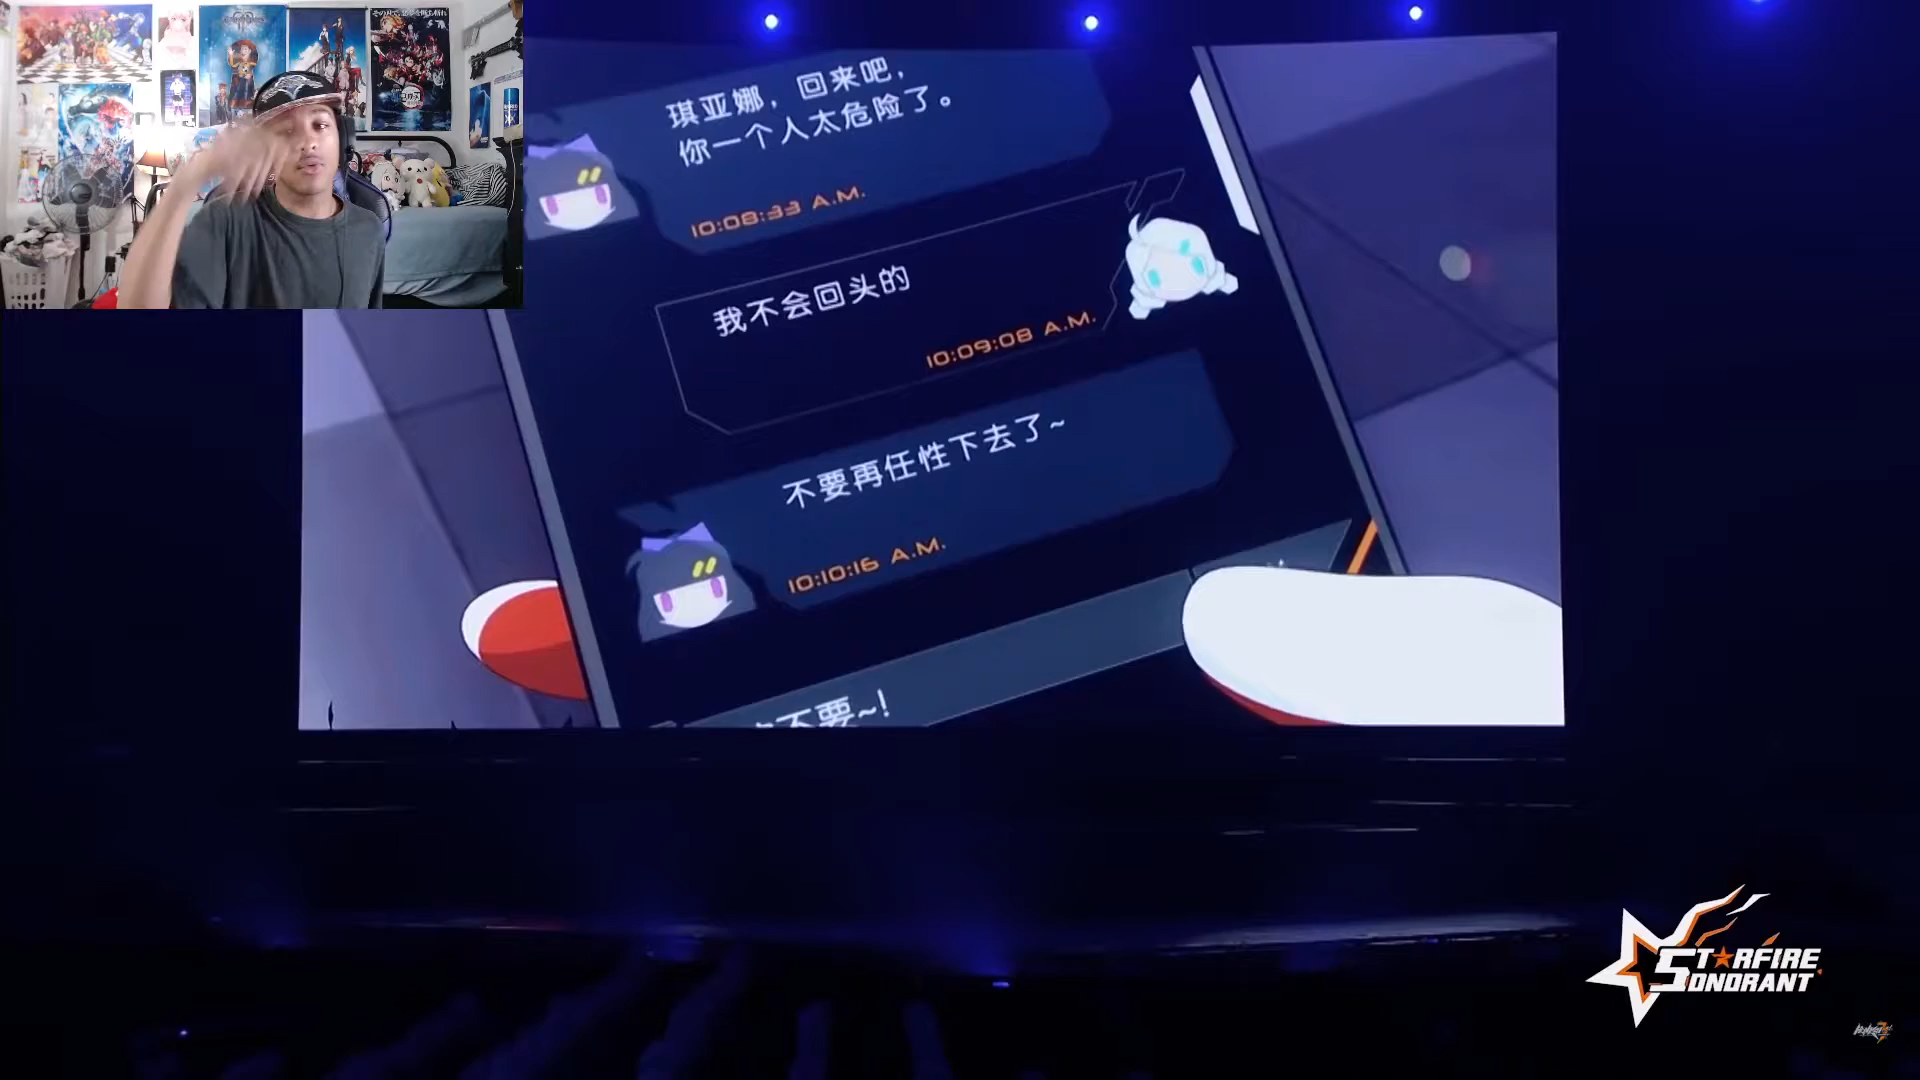 琪亚娜，回来吧，
你一个人太危险了。
10:08:33 A.M.
我不会回头的
10:09:08 A.M.
不要再任性下去了~
10:10:16 A.M.
不要~!
STARFIRE
SONORANT